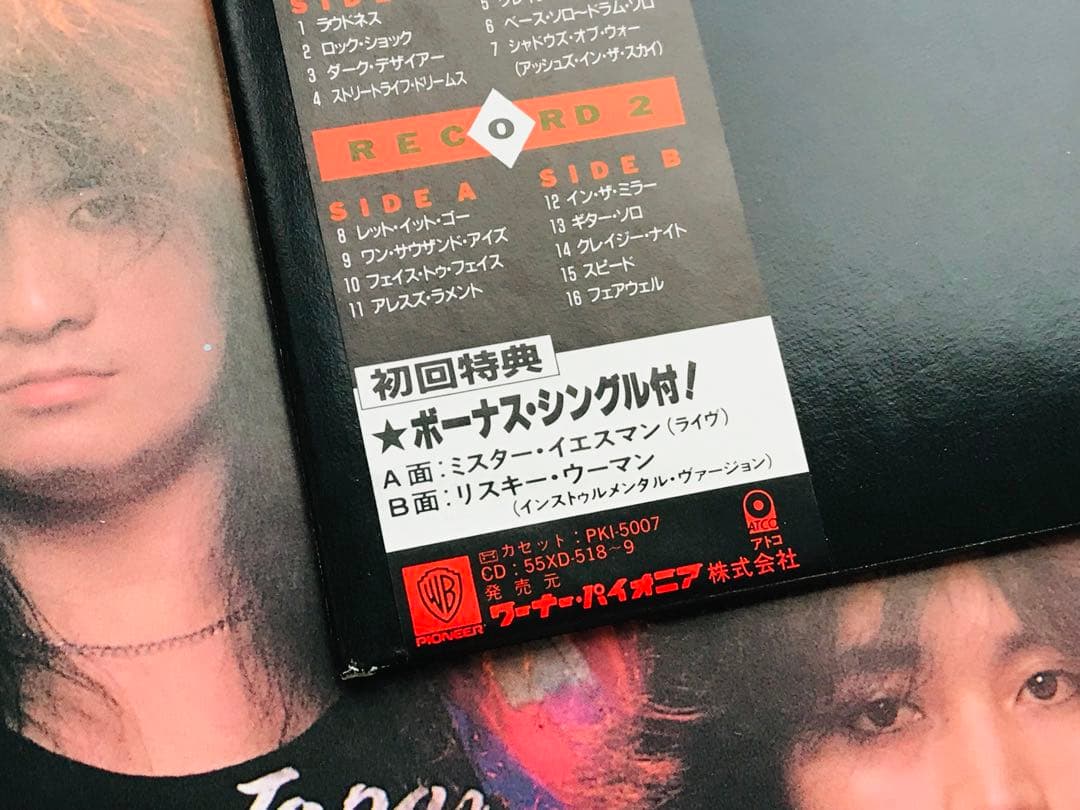 SIDE
1 ラウドネス
2 ロック・ショック
3 ダーク・デザイアー
4 ストリートライフ・ドリームス
6 ベース・ソロ~ドラム・ソロ
7 シャドウズ・オブ・ウォー
(アッシュズ・イン・ザ・スカイ)
RECORD 2
SIDE A
8 レット・イット・ゴー
9 ワン・サウザンド・アイズ
10 フェイス・トゥ・フェイス
11 アレスズ・ラメント
SIDE B
12 イン・ザ・ミラー
13 ギター・ソロ
14 クレイジー・ナイト
15 スピード
16 フェアウェル
初回特典
★ボーナス・シングル付!
A面:ミスター・イエスマン(ライヴ)
B面:リスキー・ウーマン
(インストゥルメンタル・ヴァージョン)
カセット:PKI-5007
CD:55XD-518~9
発売元
ワーナー・パイオニア株式会社
WB
PIONEER
ATCO
アトコ